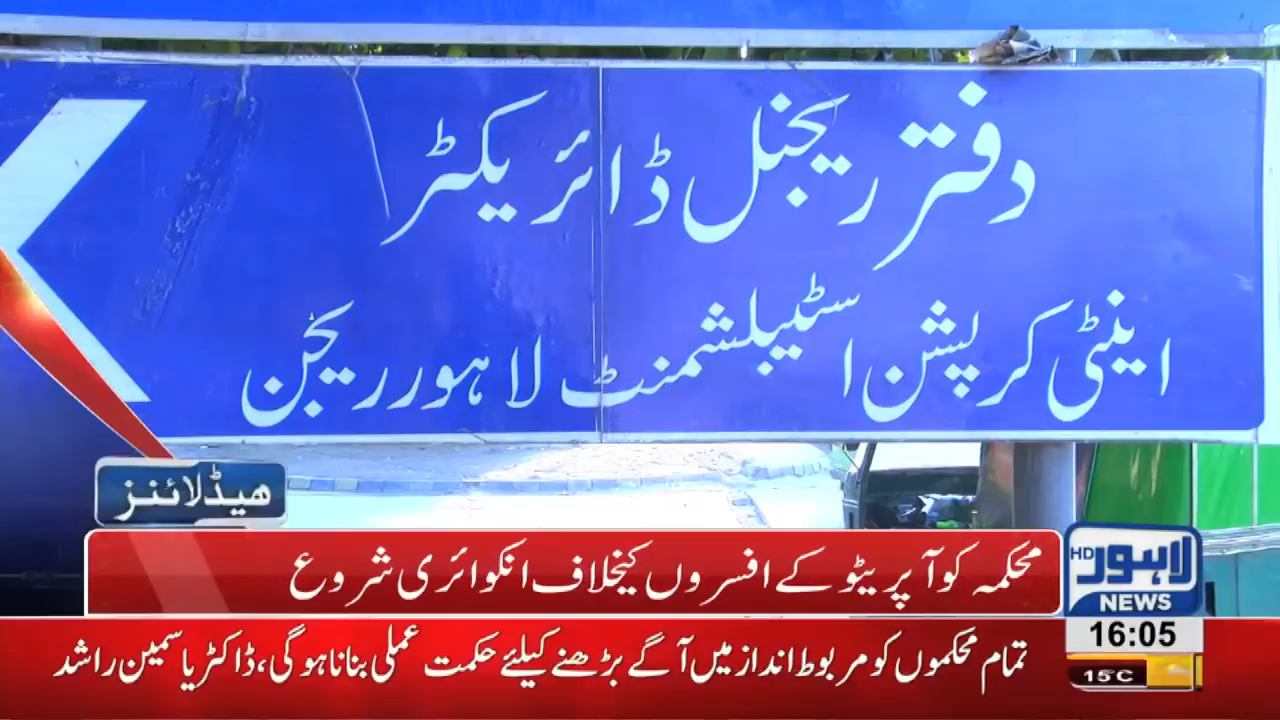 دفتر ریجنل ڈائریکٹر
اینٹی کرپشن اسٹیبلشمنٹ لاہور ریجن
ہیڈلائنز
محکمہ کوآپریٹو کے افسروں کیخلاف انکوائری شروع
HD لاہور
NEWS
16:05
تمام محکموں کو مربوط انداز میں آگے بڑھنے کیلئے حکمت عملی بنانا ہوگی، ڈاکٹر یاسمین راشد
15°C